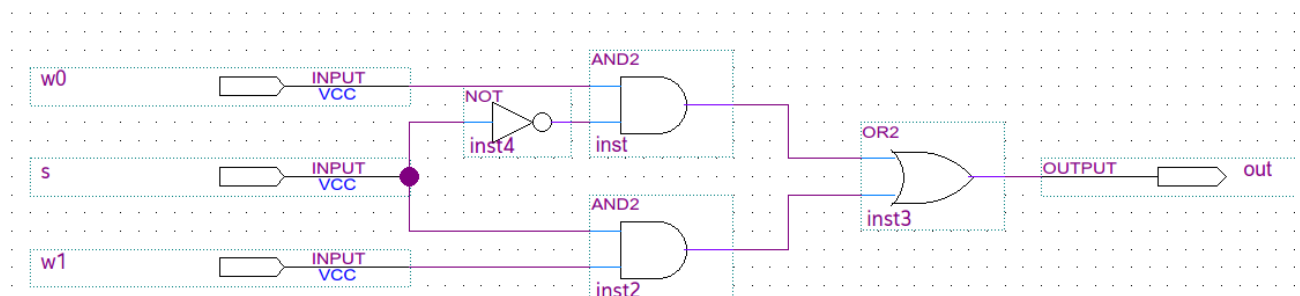 AND2
w0
INPUT
VCC
NOT
inst4
inst
OR2
s
INPUT
VCC
OUTPUT
out
AND2
inst3
w1
INPUT
VCC
inst2